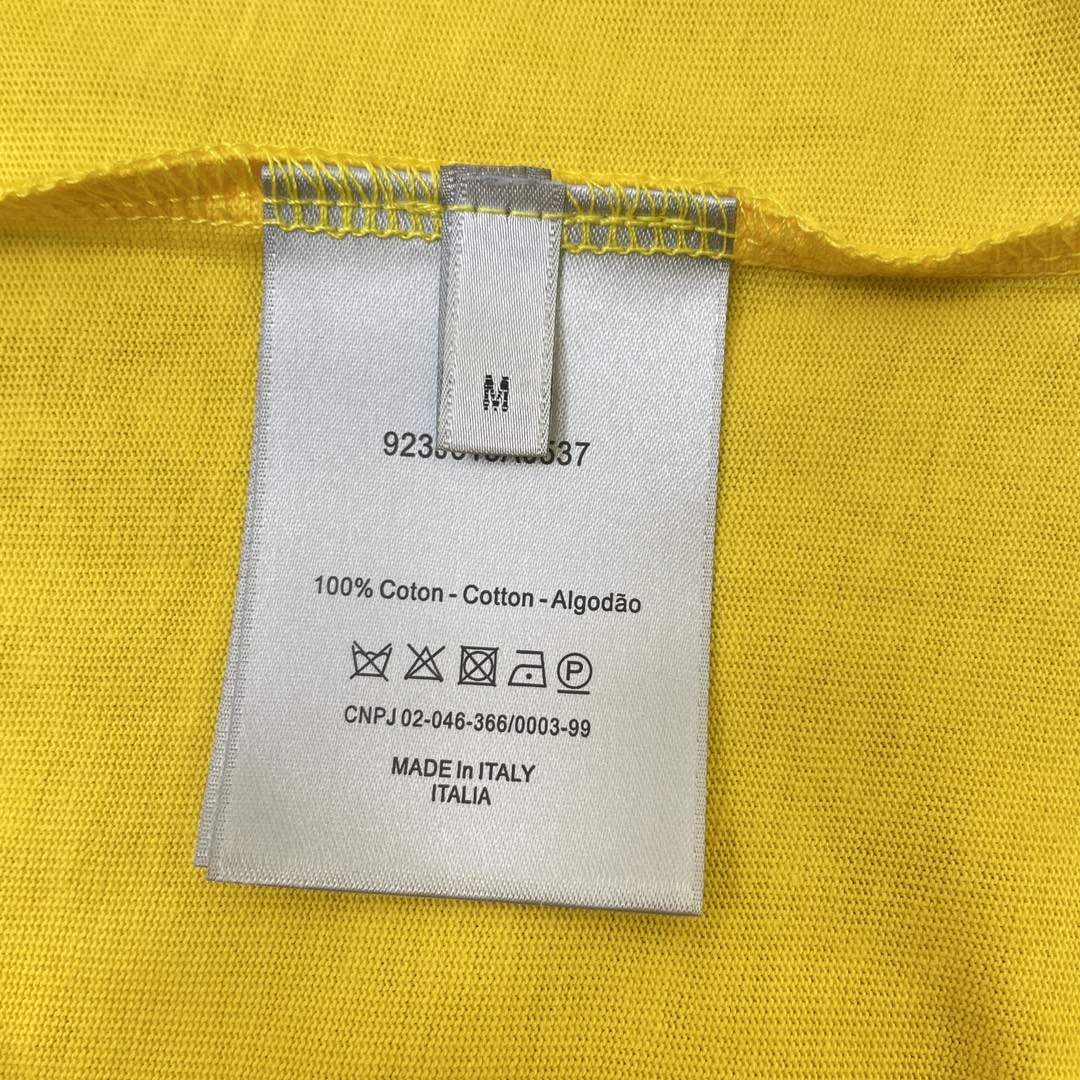 M
100% Coton - Cotton - Algodão
P
CNPJ 02-046-366/0003-99
MADE In ITALY
ITALIA